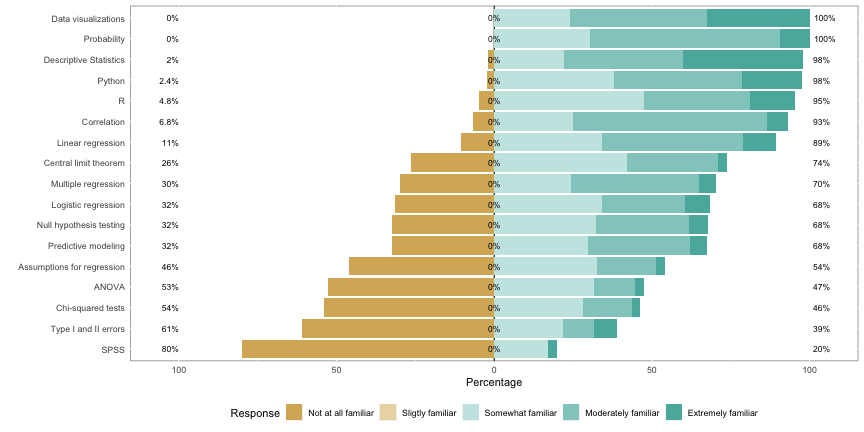 Data visualizations 0% 0% 100%
Probability 0% 0% 100%
Descriptive Statistics 2% 0% 98%
Python 2.4% 0% 98%
R 4.8% 0% 95%
Correlation 6.8% 0% 93%
Linear regression 11% 0% 89%
Central limit theorem 26% 0% 74%
Multiple regression 30% 0% 70%
Logistic regression 32% 0% 68%
Null hypothesis testing 32% 0% 68%
Predictive modeling 32% 0% 68%
Assumptions for regression 46% 0% 54%
ANOVA 53% 0% 47%
Chi-squared tests 54% 0% 46%
Type I and II errors 61% 0% 39%
SPSS 80% 0% 20%
100 50 0 50 100
Percentage
Response Not at all familiar Sligtly familiar Somewhat familiar Moderately familiar Extremely familiar